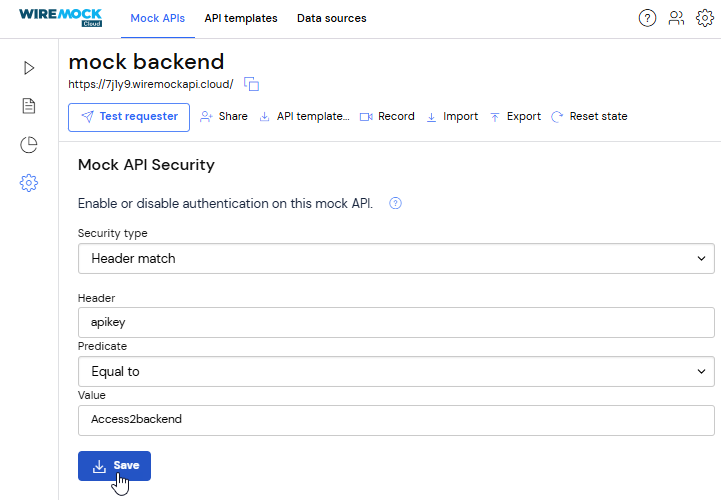 WIREMOCK Cloud Mock APIs API templates Data sources
mock backend
https://7j1y9.wiremockapi.cloud/
Test requester Share API template... Record Import Export Reset state
Mock API Security
Enable or disable authentication on this mock API.
Security type
Header match
Header
apikey
Predicate
Equal to
Value
Access2backend
Save